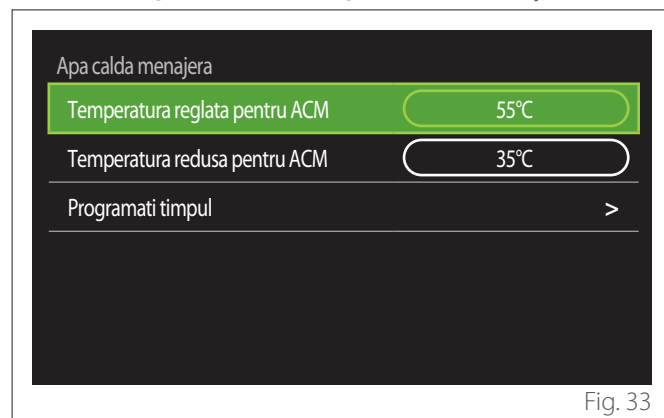 Apa calda menajera
Temperatura reglata pentru ACM 55°C
Temperatura redusa pentru ACM 35°C
Programati timpul >
Fig. 33